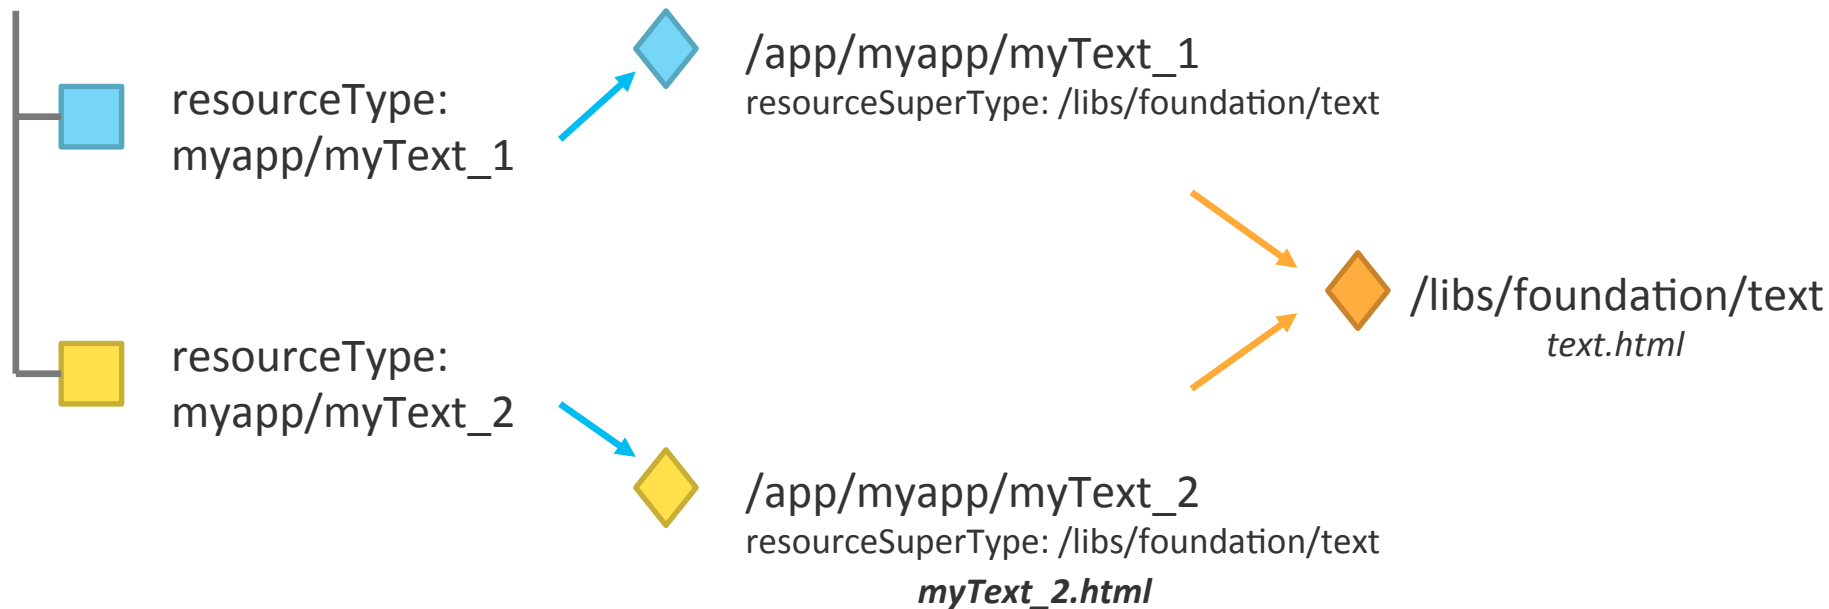 resourceType:
myapp/myText_1
/app/myapp/myText_1
resourceSuperType: /libs/foundation/text
/libs/foundation/text
text.html
resourceType:
myapp/myText_2
/app/myapp/myText_2
resourceSuperType: /libs/foundation/text
myText_2.html